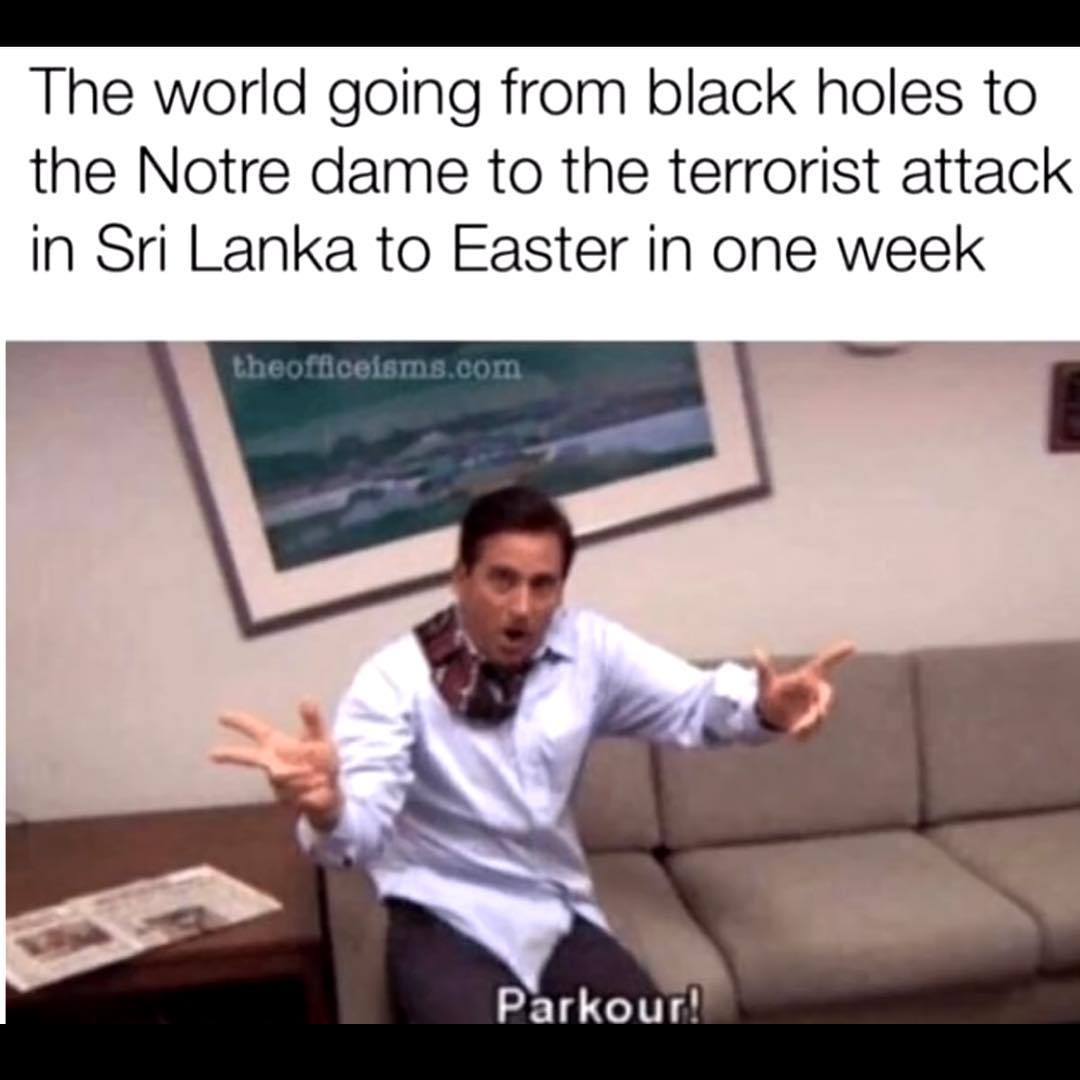 The world going from black holes to
the Notre dame to the terrorist attack
in Sri Lanka to Easter in one week
theofficeisms.com
Parkour!